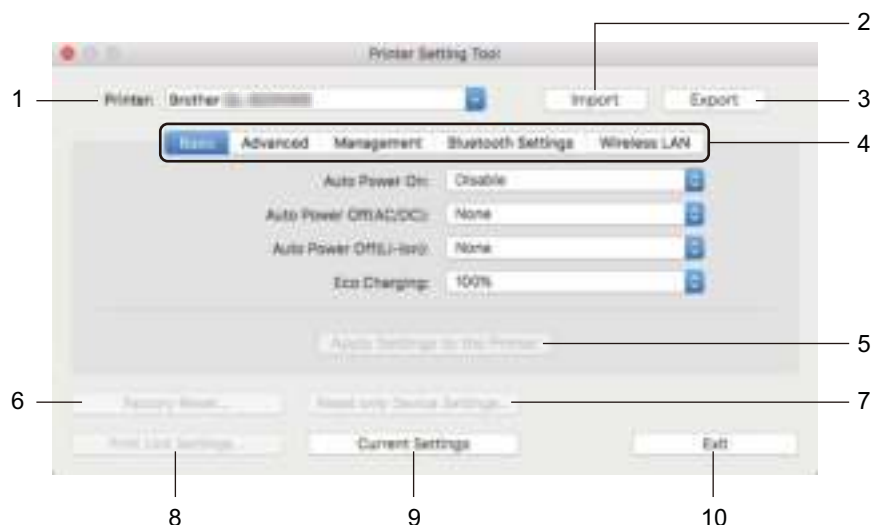 2
Printer Setting Tool
1 Printer: Brother Import Export 3
Basic Advanced Management Bluetooth Settings Wireless LAN 4
Auto Power On: Disable
Auto Power Off(AC/DC): None
Auto Power Off(Li-ion): None
Eco Charging: 100%
Apply Settings to the Printer 5
6 Factory Reset... Device Settings... 7
Print Unit Settings... Current Settings Exit
8 9 10